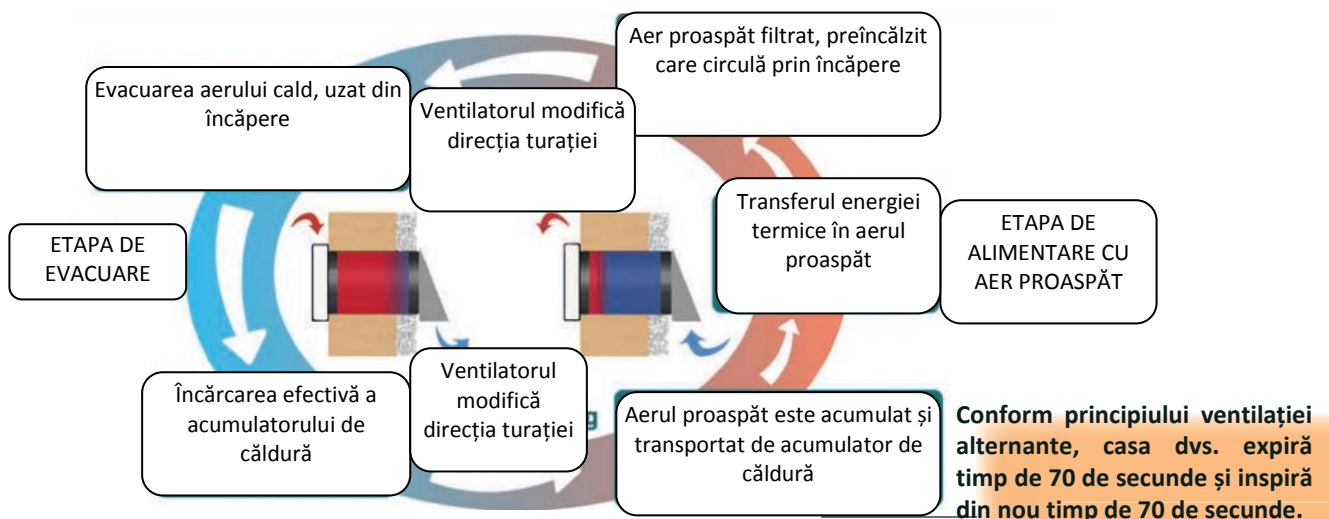 Aer proaspăt filtrat, preîncălzit
care circulă prin încăpere
Evacuarea aerului cald, uzat din
încăpere
Ventilatorul modifică
direcția turației
Transferul energiei
termice în aerul
proaspăt
ETAPA DE
ALIMENTARE CU
AER PROASPĂT
ETAPA DE
EVACUARE
Încărcarea efectivă a
acumulatorului de
căldură
Ventilatorul
modifică
direcția turației
Aerul proaspăt este acumulat și
transportat de acumulator de
căldură
Conform principiului ventilației
alternante, casa dvs. expiră
timp de 70 de secunde și inspiră
din nou timp de 70 de secunde.